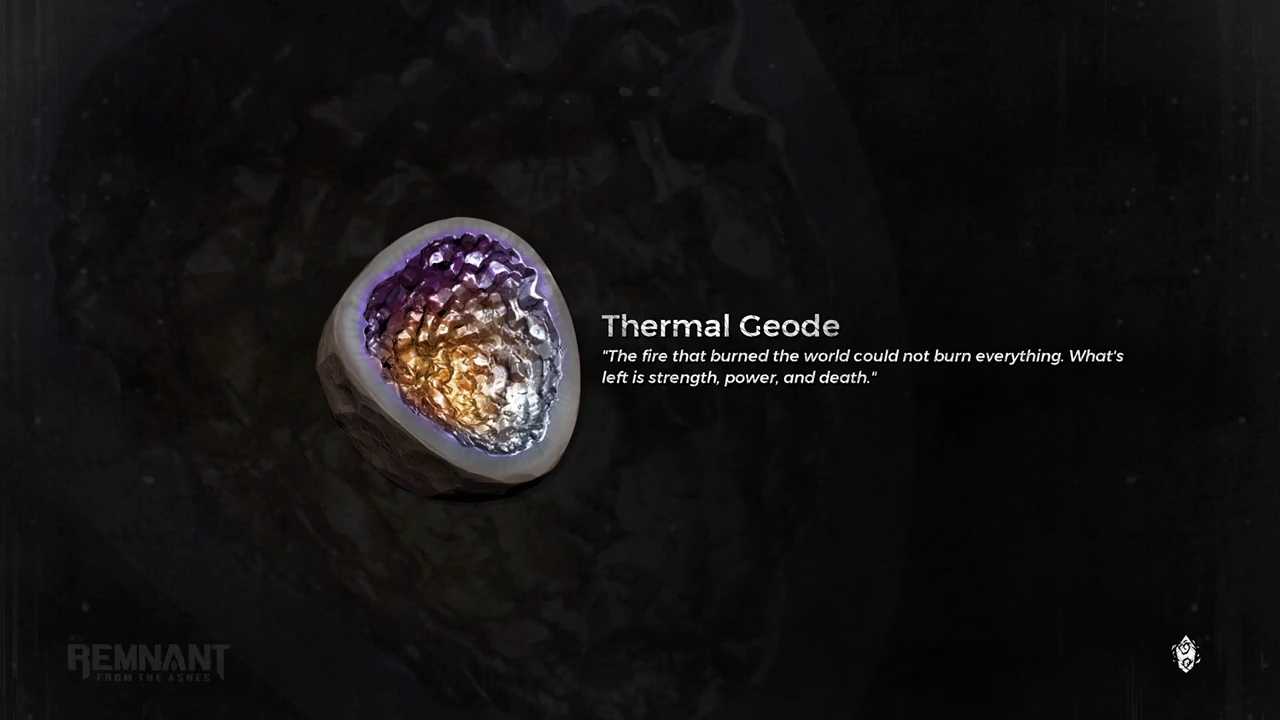 Thermal Geode
"The fire that burned the world could not burn everything. What's
left is strength, power, and death."
REMNANT
FROM THE ASHES